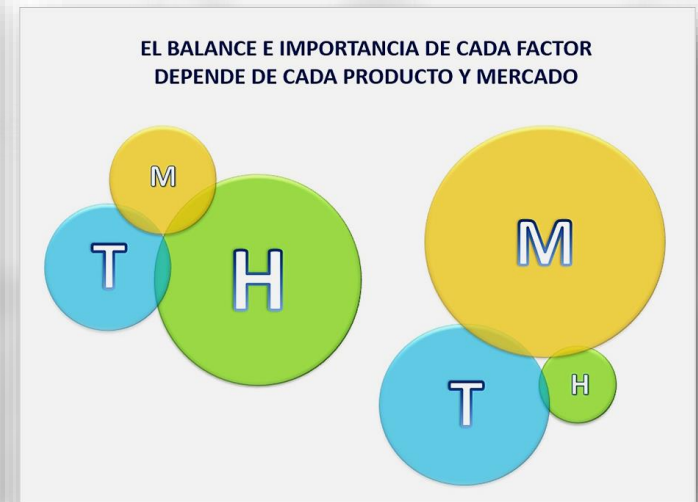 EL BALANCE E IMPORTANCIA DE CADA FACTOR
DEPENDE DE CADA PRODUCTO Y MERCADO
M
T
H
M
T
H